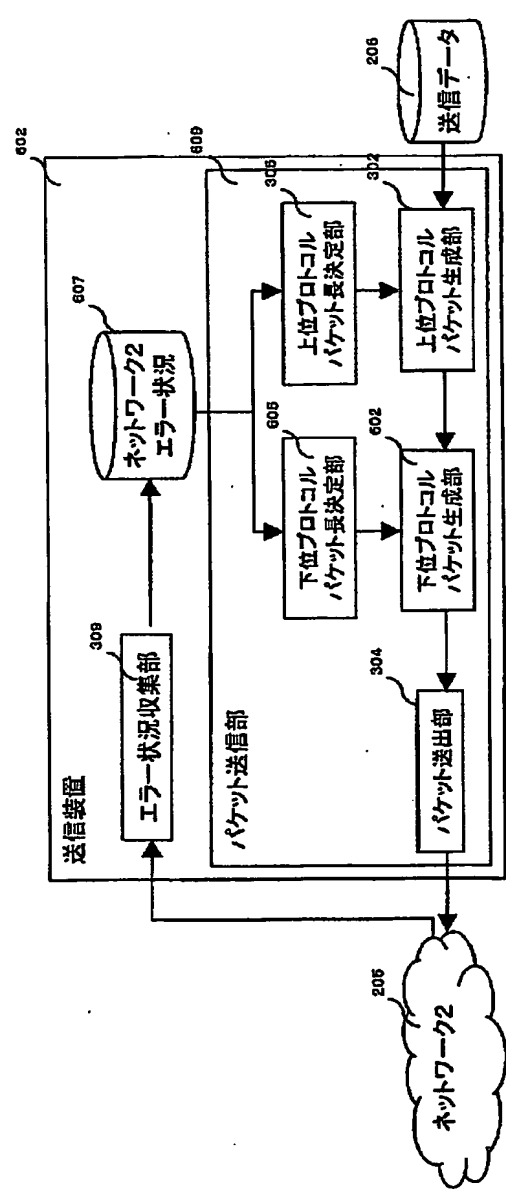 602
送信装置
309
エラー状況収集部
607
ネットワーク2
エラー状況
609
パケット送信部
605
下位プロトコル
パケット長決定部
305
上位プロトコル
パケット長決定部
304
パケット送出部
602
下位プロトコル
パケット生成部
302
上位プロトコル
パケット生成部
206
送信データ
205
ネットワーク2